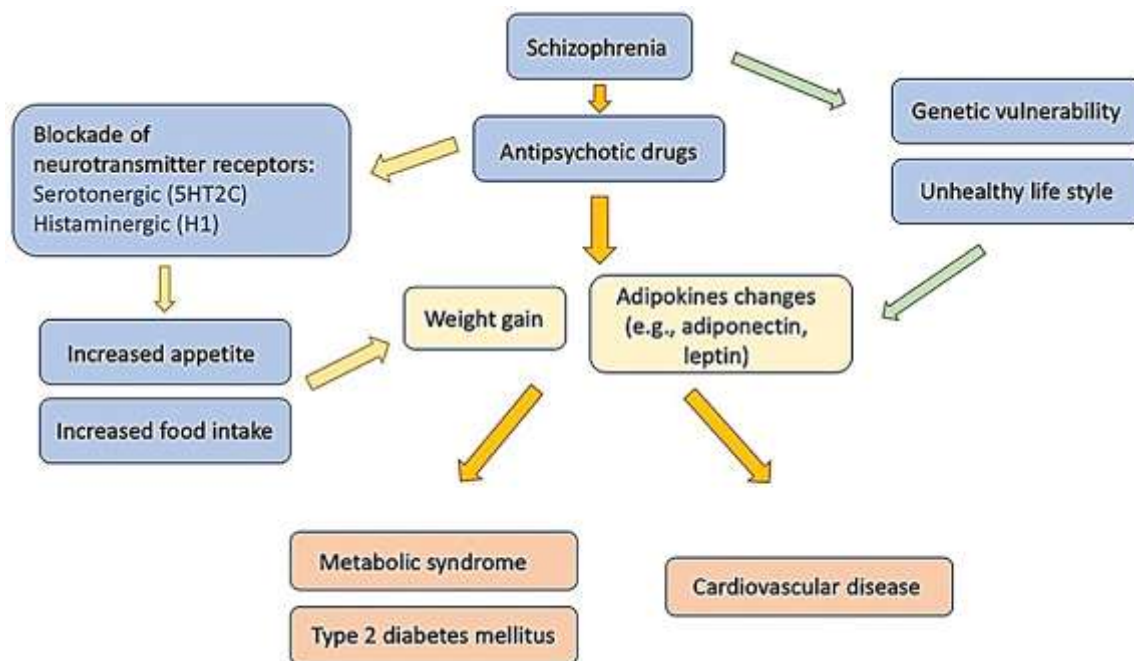 Schizophrenia
Genetic vulnerability
Blockade of
neurotransmitter receptors:
Serotonergic (5HT2C)
Histaminergic (H1)
Antipsychotic drugs
Unhealthy life style
Weight gain
Adipokines changes
(e.g., adiponectin,
leptin)
Increased appetite
Increased food intake
Metabolic syndrome
Cardiovascular disease
Type 2 diabetes mellitus